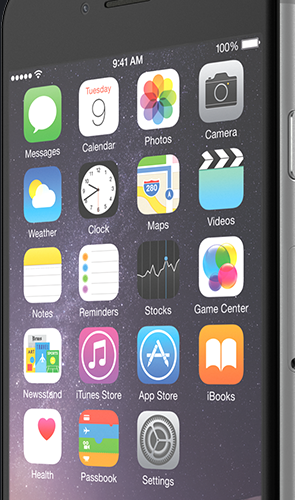 9:41 AM 100%
Tuesday
9
Messages Calendar Photos Camera
280
Weather Clock Maps Videos
Notes Reminders Stocks Game Center
Newsstand iTunes Store App Store iBooks
Health Passbook Settings